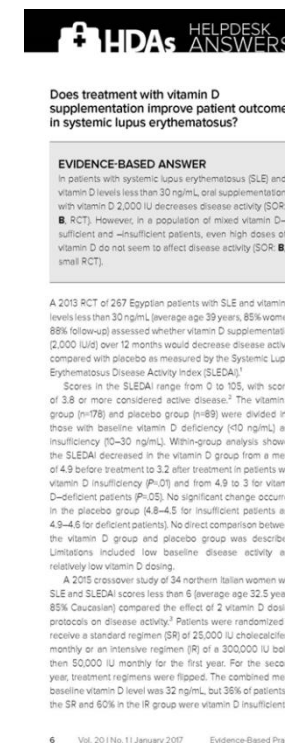 HDAs HELPDESK
ANSWERS
Does treatment with vitamin D
supplementation improve patient outcome
in systemic lupus erythematosus?
EVIDENCE-BASED ANSWER
In patients with systemic lupus erythematosus (SLE) and
vitamin D levels less than 30 ng/mL, oral supplementation
with vitamin D 2,000 IU decreases disease activity (SOR:
B, RCT). However, in a population of mixed vitamin D–
sufficient and –insufficient patients, even high doses of
vitamin D do not seem to affect disease activity (SOR: B,
small RCT).
A 2013 RCT of 267 Egyptian patients with SLE and vitamin
levels less than 30 ng/mL (average age 39 years, 85% wome
88% follow-up) assessed whether vitamin D supplementati
(2,000 IU/d) over 12 months would decrease disease activ
compared with placebo as measured by the Systemic Lup
Erythematosus Disease Activity Index (SLEDAI).¹
Scores in the SLEDAI range from 0 to 105, with scor
of 3.8 or more considered active disease.² The vitamin
group (n=178) and placebo group (n=89) were divided in
those with baseline vitamin D deficiency (<10 ng/mL) a
insufficiency (10–30 ng/mL). Within-group analysis showe
the SLEDAI decreased in the vitamin D group from a me
of 4.9 before treatment to 3.2 after treatment in patients w
vitamin D insufficiency (P=.01) and from 4.9 to 3 for vitam
D–deficient patients (P=.05). No significant change occurr
in the placebo group (4.8–4.5 for insufficient patients a
4.9–4.6 for deficient patients). No direct comparison betwe
the vitamin D group and placebo group was describe
Limitations included low baseline disease activity a
relatively low vitamin D dosing.
A 2015 crossover study of 34 northern Italian women w
SLE and SLEDAI scores less than 6 (average age 32.5 yea
85% Caucasian) compared the effect of 2 vitamin D dosi
protocols on disease activity.³ Patients were randomized
receive a standard regimen (SR) of 25,000 IU cholecalcifer
monthly or an intensive regimen (IR) of a 300,000 IU bol
then 50,000 IU monthly for the first year. For the seco
year, treatment regimens were flipped. The combined me
baseline vitamin D level was 32 ng/mL, but 36% of patients
the SR and 60% in the IR group were vitamin D insufficient
6 Vol. 20 | No. 1 | January 2017 Evidence-Based Pra